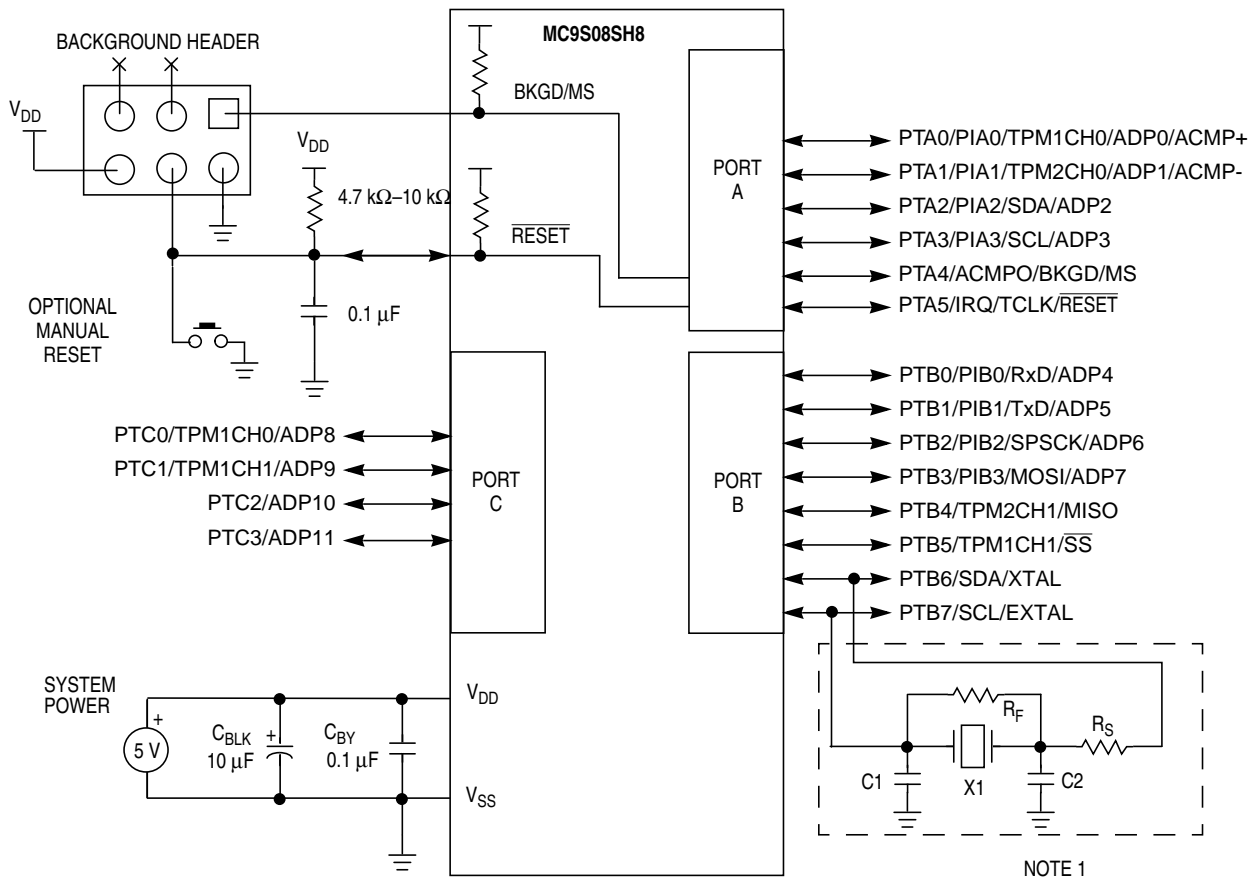 BACKGROUND HEADER
MC9S08SH8
V_DD
BKGD/MS
V_DD
4.7 kΩ–10 kΩ
RESET
OPTIONAL
MANUAL
RESET
0.1 μF
PORT
A
PTA0/PIA0/TPM1CH0/ADP0/ACMP+
PTA1/PIA1/TPM2CH0/ADP1/ACMP-
PTA2/PIA2/SDA/ADP2
PTA3/PIA3/SCL/ADP3
PTA4/ACMPO/BKGD/MS
PTA5/IRQ/TCLK/RESET
PTC0/TPM1CH0/ADP8
PTC1/TPM1CH1/ADP9
PTC2/ADP10
PTC3/ADP11
PORT
C
PORT
B
PTB0/PIB0/RxD/ADP4
PTB1/PIB1/TxD/ADP5
PTB2/PIB2/SPSCK/ADP6
PTB3/PIB3/MOSI/ADP7
PTB4/TPM2CH1/MISO
PTB5/TPM1CH1/SS
PTB6/SDA/XTAL
PTB7/SCL/EXTAL
SYSTEM
POWER
+
5 V
C_BLK
+
10 μF
C_BY
0.1 μF
V_DD
V_SS
R_F
R_S
C1
X1
C2
NOTE 1